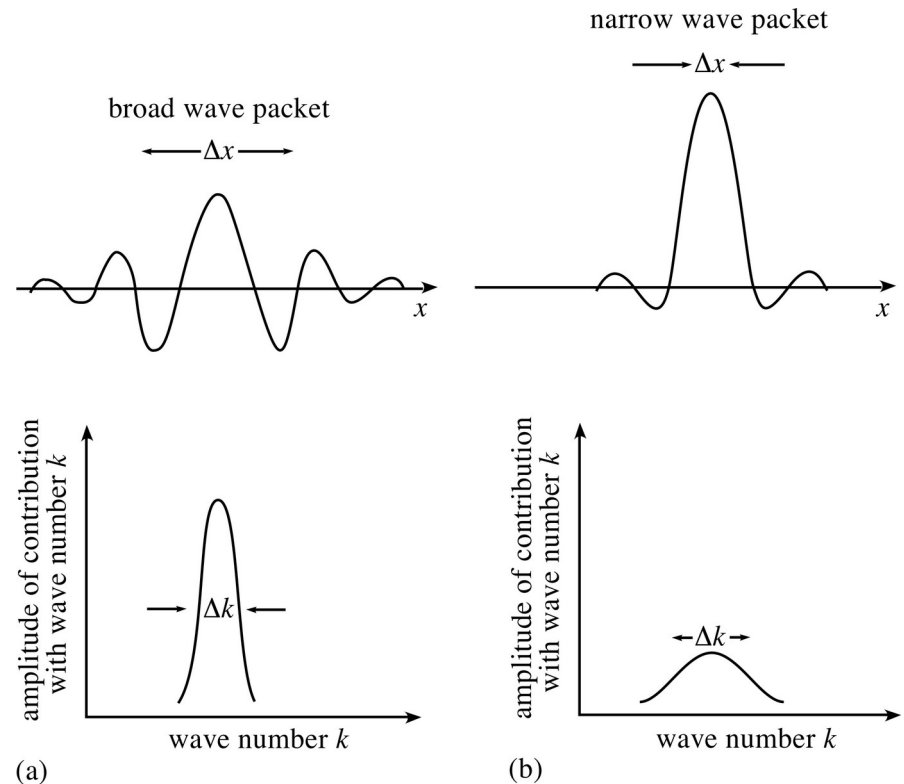 broad wave packet
Δx
x
amplitude of contribution
with wave number k
Δk
wave number k
(a)
narrow wave packet
Δx
x
amplitude of contribution
with wave number k
Δk
wave number k
(b)